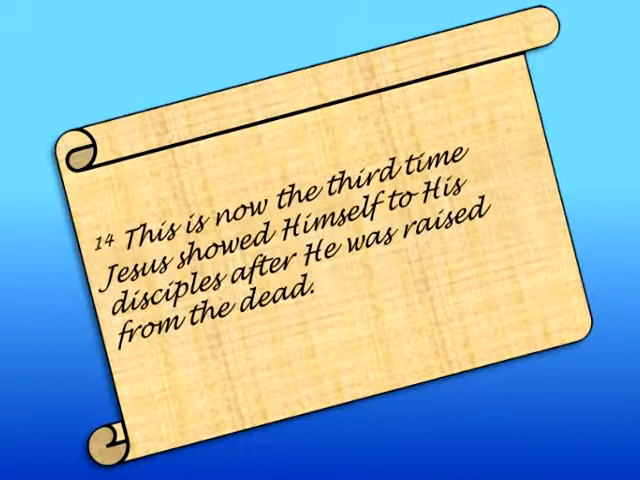 14 This is now the third time
Jesus showed Himself to His
disciples after He was raised
from the dead.